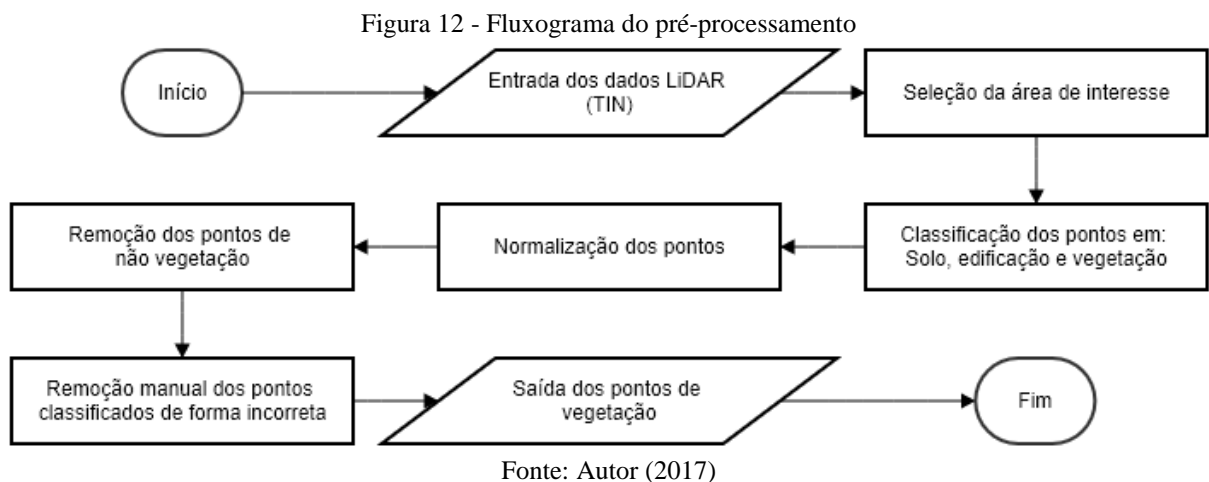 Figura 12 - Fluxograma do pré-processamento
Início
Entrada dos dados LiDAR
(TIN)
Seleção da área de interesse
Classificação dos pontos em:
Solo, edificação e vegetação
Normalização dos pontos
Remoção dos pontos de
não vegetação
Remoção manual dos pontos
classificados de forma incorreta
Saída dos pontos de
vegetação
Fim
Fonte: Autor (2017)